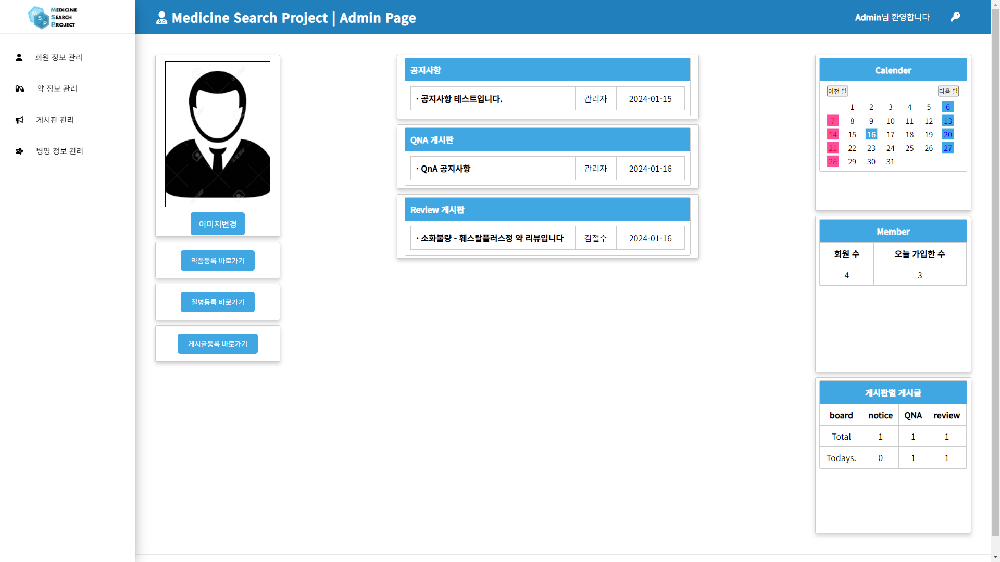 MEDICINE
SEARCH
PROJECT
M
S
P
Medicine Search Project | Admin Page
Admin님 환영합니다
회원 정보 관리
약 정보 관리
게시판 관리
병명 정보 관리
이미지변경
약품등록 바로가기
질병등록 바로가기
게시글등록 바로가기
공지사항
· 공지사항 테스트입니다. 관리자 2024-01-15
QNA 게시판
· QnA 공지사항 관리자 2024-01-16
Review 게시판
· 소화불량 - 훼스탈플러스정 약 리뷰입니다 김철수 2024-01-16
Calender
이전 달 다음 달
1 2 3 4 5 6
7 8 9 10 11 12 13
14 15 16 17 18 19 20
21 22 23 24 25 26 27
28 29 30 31
Member
회원 수 오늘 가입한 수
4 3
게시판별 게시글
board notice QNA review
Total 1 1 1
Todays. 0 1 1